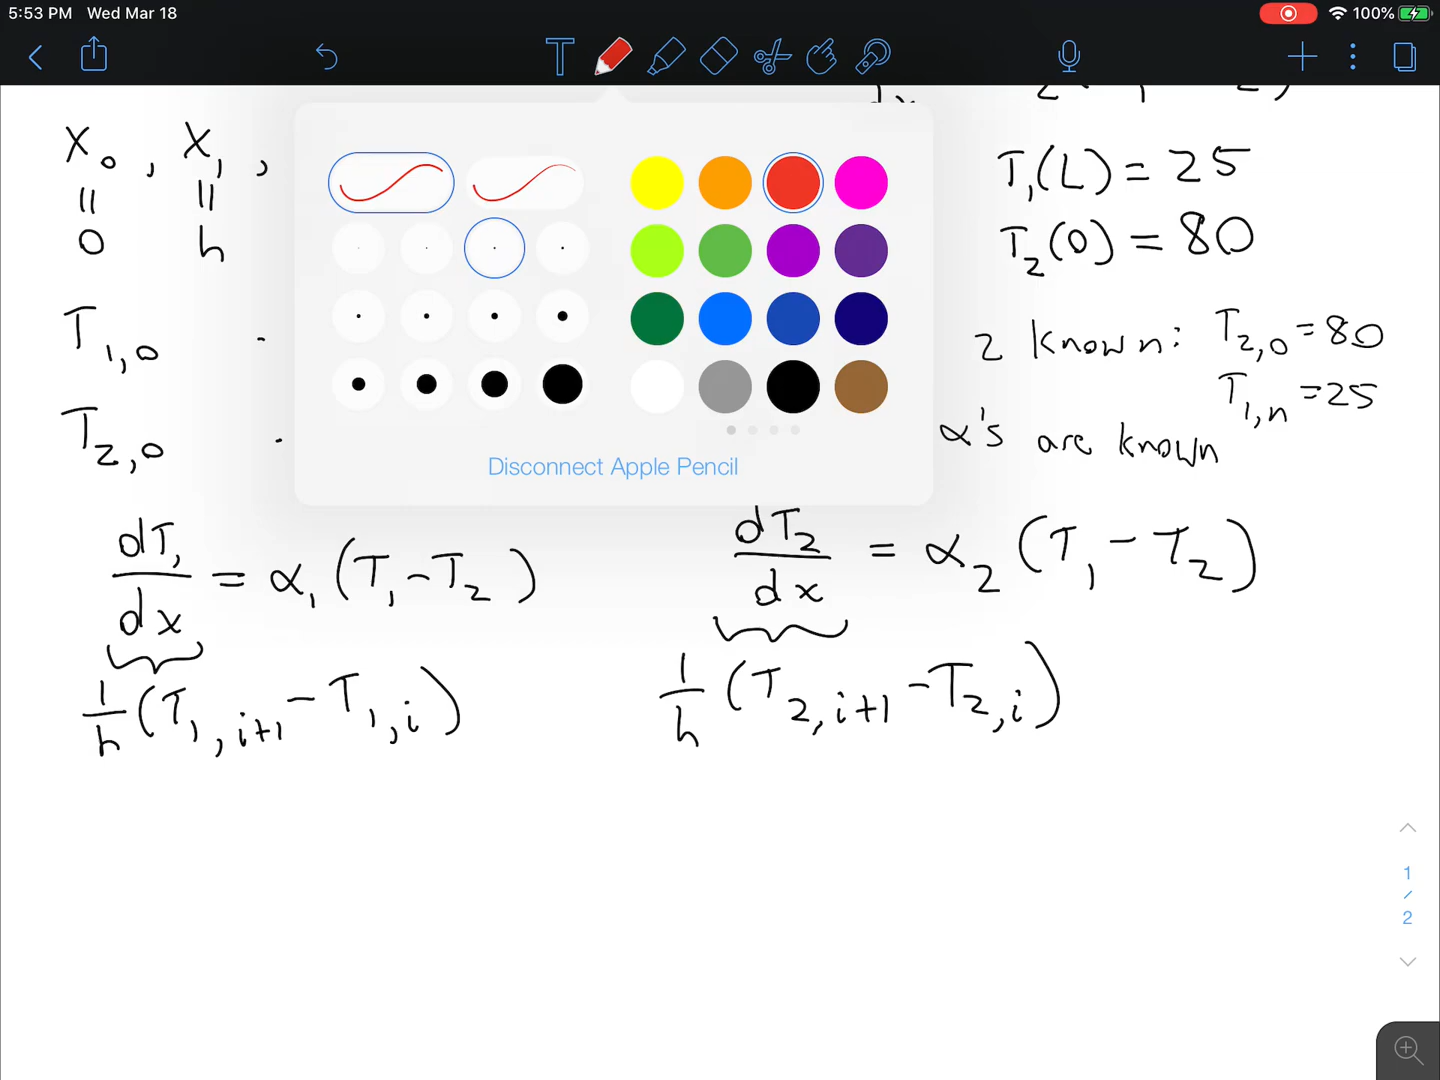 5:53 PM Wed Mar 18
100%
T
x₀ , x₁ ,
T₁(L) = 25
॥ ॥
0 h
T₂(0) = 80
T₁,₀
2 known: T₂,₀ = 80
T₁,ₙ = 25
T₂,₀
α's are known
Disconnect Apple Pencil
dT₁/dx = α₁ (T₁ - T₂)
dT₂/dx = α₂ (T₁ - T₂)
1/h (T₁,ᵢ₊₁ - T₁,ᵢ)
1/h (T₂,ᵢ₊₁ - T₂,ᵢ)
1
/
2